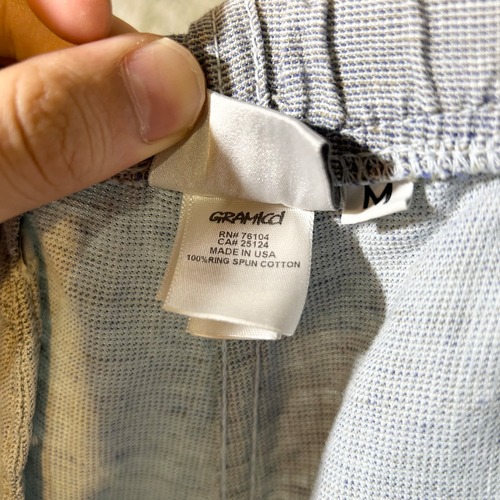 GRAMICCI
RN# 76104
CA# 25124
MADE IN USA
100%RING SPUN COTTON
M